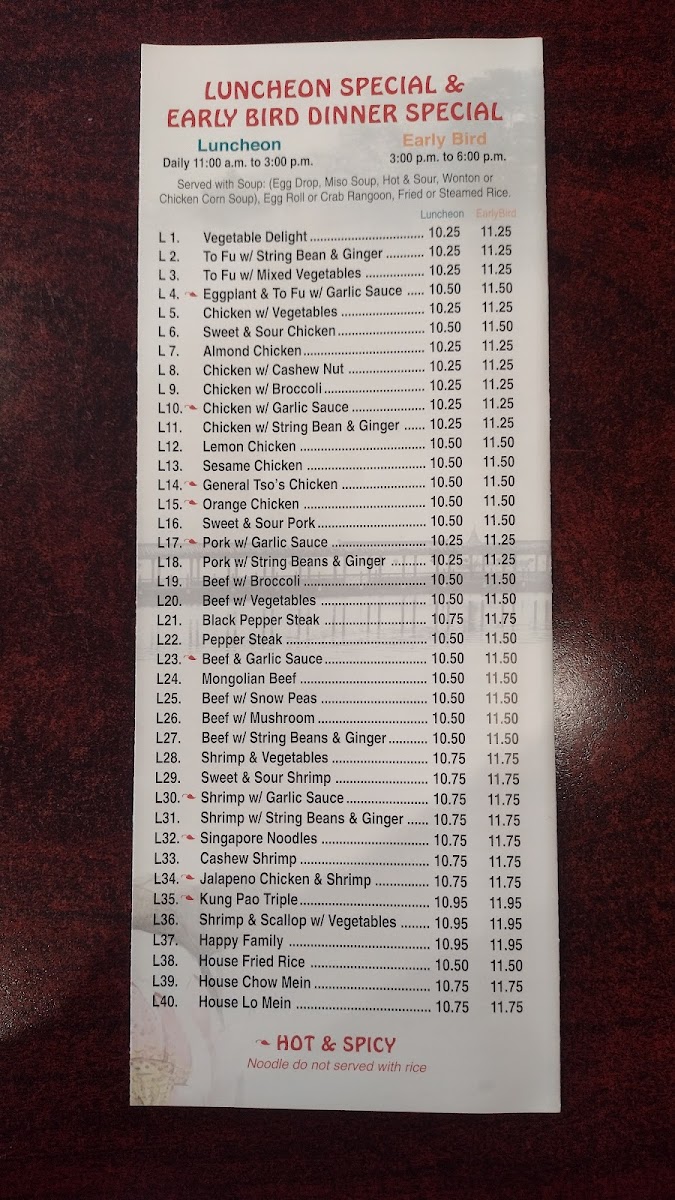 LUNCHEON SPECIAL &
EARLY BIRD DINNER SPECIAL
Luncheon Early Bird
Daily 11:00 a.m. to 3:00 p.m. 3:00 p.m. to 6:00 p.m.
Served with Soup: (Egg Drop, Miso Soup, Hot & Sour, Wonton or
Chicken Corn Soup), Egg Roll or Crab Rangoon, Fried or Steamed Rice.
Luncheon EarlyBird
L 1. Vegetable Delight 10.25 11.25
L 2. To Fu w/ String Bean & Ginger 10.25 11.25
L 3. To Fu w/ Mixed Vegetables 10.25 11.25
L 4. Eggplant & To Fu w/ Garlic Sauce 10.50 11.50
L 5. Chicken w/ Vegetables 10.25 11.25
L 6. Sweet & Sour Chicken 10.50 11.50
L 7. Almond Chicken 10.25 11.25
L 8. Chicken w/ Cashew Nut 10.25 11.25
L 9. Chicken w/ Broccoli 10.25 11.25
L10. Chicken w/ Garlic Sauce 10.25 11.25
L11. Chicken w/ String Bean & Ginger 10.25 11.25
L12. Lemon Chicken 10.50 11.50
L13. Sesame Chicken 10.50 11.50
L14. General Tso's Chicken 10.50 11.50
L15. Orange Chicken 10.50 11.50
L16. Sweet & Sour Pork 10.50 11.50
L17. Pork w/ Garlic Sauce 10.25 11.25
L18. Pork w/ String Beans & Ginger 10.25 11.25
L19. Beef w/ Broccoli 10.50 11.50
L20. Beef w/ Vegetables 10.50 11.50
L21. Black Pepper Steak 10.75 11.75
L22. Pepper Steak 10.50 11.50
L23. Beef & Garlic Sauce 10.50 11.50
L24. Mongolian Beef 10.50 11.50
L25. Beef w/ Snow Peas 10.50 11.50
L26. Beef w/ Mushroom 10.50 11.50
L27. Beef w/ String Beans & Ginger 10.50 11.50
L28. Shrimp & Vegetables 10.75 11.75
L29. Sweet & Sour Shrimp 10.75 11.75
L30. Shrimp w/ Garlic Sauce 10.75 11.75
L31. Shrimp w/ String Beans & Ginger 10.75 11.75
L32. Singapore Noodles 10.75 11.75
L33. Cashew Shrimp 10.75 11.75
L34. Jalapeno Chicken & Shrimp 10.75 11.75
L35. Kung Pao Triple 10.95 11.95
L36. Shrimp & Scallop w/ Vegetables 10.95 11.95
L37. Happy Family 10.95 11.95
L38. House Fried Rice 10.50 11.50
L39. House Chow Mein 10.75 11.75
L40. House Lo Mein 10.75 11.75
HOT & SPICY
Noodle do not served with rice